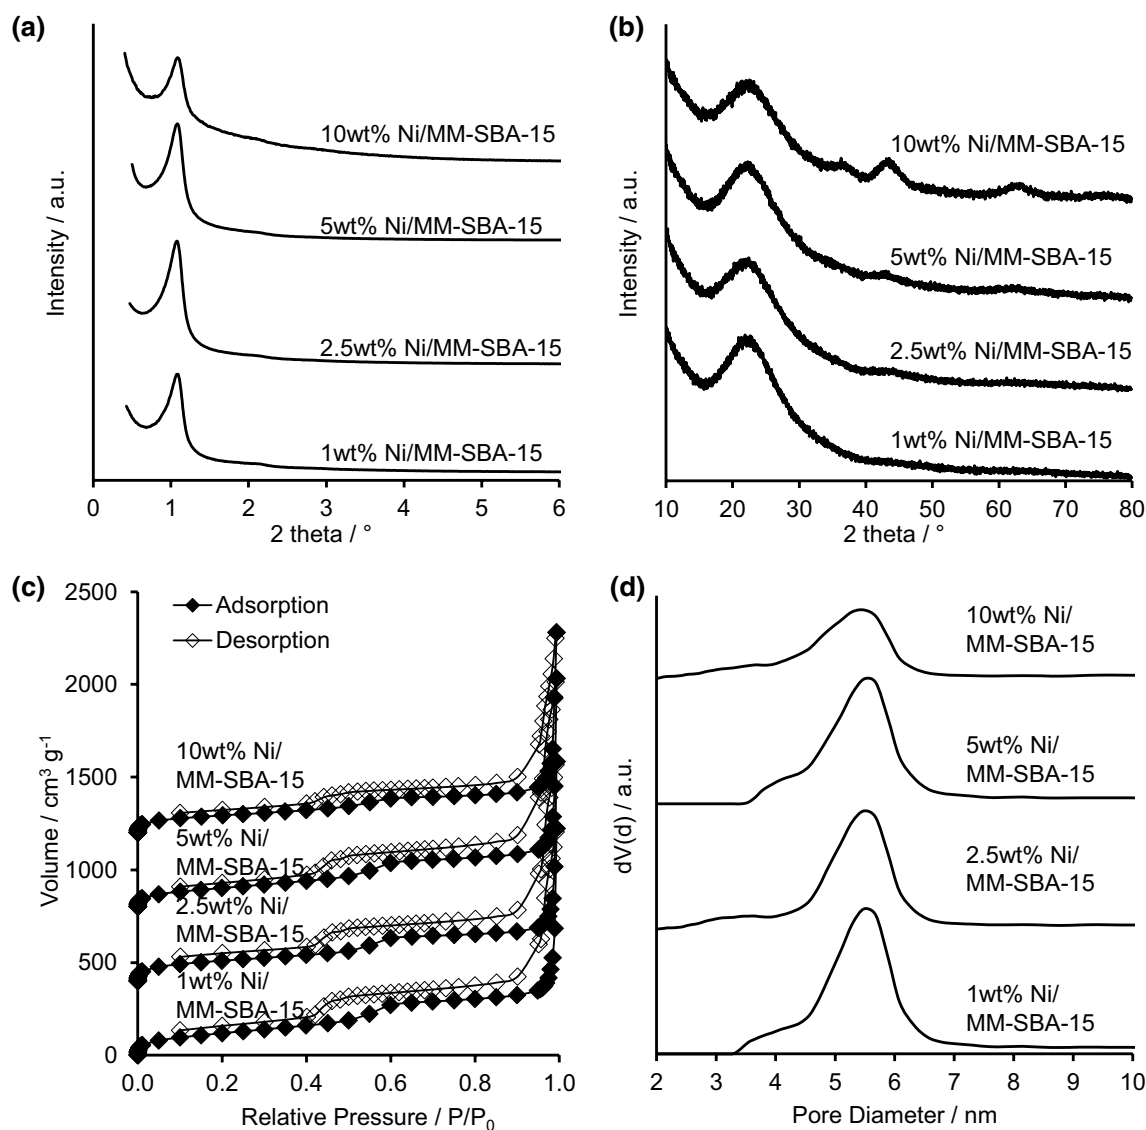 (a)
Intensity / a.u.
10wt% Ni/MM-SBA-15
5wt% Ni/MM-SBA-15
2.5wt% Ni/MM-SBA-15
1wt% Ni/MM-SBA-15
0 1 2 3 4 5 6
2 theta / °
(b)
Intensity / a.u.
10wt% Ni/MM-SBA-15
5wt% Ni/MM-SBA-15
2.5wt% Ni/MM-SBA-15
1wt% Ni/MM-SBA-15
10 20 30 40 50 60 70 80
2 theta / °
(c)
Volume / cm³ g⁻¹
2500
2000
1500
1000
500
0
Adsorption
Desorption
10wt% Ni/
MM-SBA-15
5wt% Ni/
MM-SBA-15
2.5wt% Ni/
MM-SBA-15
1wt% Ni/
MM-SBA-15
0.0 0.2 0.4 0.6 0.8 1.0
Relative Pressure / P/P₀
(d)
dV(d) / a.u.
10wt% Ni/
MM-SBA-15
5wt% Ni/
MM-SBA-15
2.5wt% Ni/
MM-SBA-15
1wt% Ni/
MM-SBA-15
2 3 4 5 6 7 8 9 10
Pore Diameter / nm